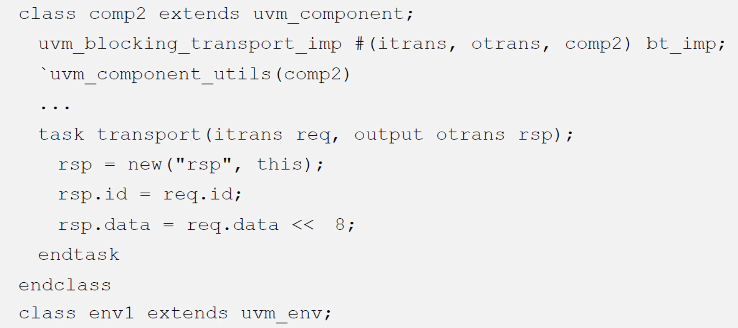 class comp2 extends uvm_component;
uvm_blocking_transport_imp #(itrans, otrans, comp2) bt_imp;
`uvm_component_utils(comp2)
...
task transport(itrans req, output otrans rsp);
rsp = new("rsp", this);
rsp.id = req.id;
rsp.data = req.data << 8;
endtask
endclass
class env1 extends uvm_env;